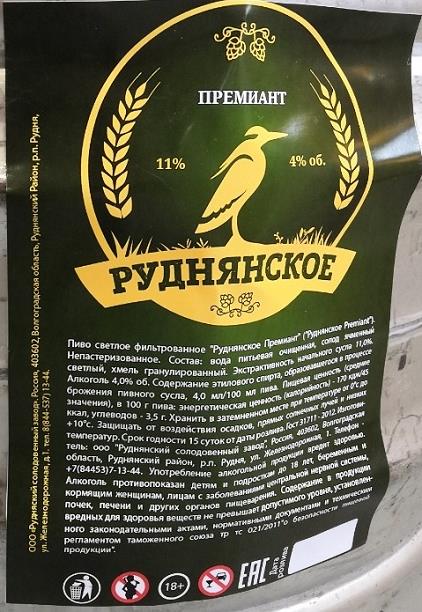 ПРЕМИАНТ
11%
4% об.
РУДНЯНСКОЕ
Пиво светлое фильтрованное "Руднянское Премиант" ("Руднянское Premiant").
Непастеризованное. Состав: вода питьевая очищенная, солод ячменный
светлый, хмель гранулированный. Экстрактивность начального сусла 11,0%.
Алкоголь 4,0% об. Содержание этилового спирта, образавшегося в процессе
брожения пивного сусла, 4,0 мл/100 мл пива. Пищевая ценность (средние
значения), в 100 г пива: энергетическая ценность (калорийность) - 170 кДж/45
ккал, углеводов - 3,5 г. Хранить в затемненном месте при температуре от 0°с до
+10°с. Защищать от воздействия осадков, прямых солнечных лучей и низких
температур. Срок годности 15 суток от даты розлива. Гост 31711 - 2012. Изготови
тель: ооо "Руднянский солодовенный завод". Россия, 403602, Волгоградская
область, Руднянский район, р.п. Рудня, ул. Железнодорожная, 1. Телефон -
+7(84453)7-13-44. Употребление алкогольной продукции вредит здоровью.
Алкоголь противопоказан детям и подросткам до 18 лет, беременным и
кормящим женщинам, лицам с заболеваниями центральной нервной системы,
почек, печени и других органов пищеварения. Содержание в продукции
вредных для здоровья веществ не превышает допустимого уровня, установлен-
ного законодательными актами, нормативными документами и техническим
регламентом таможенного союза тр тс 021/2011"о безопасности пищевой
продукции".
18+
ЕАС
Дата
розлива
ООО «Руднянский солодовенный завод». Россия, 403602, Волгоградская область, Руднянский Район, р.п. Рудня,
ул. Железнодорожная, д.1. тел. 8(844-537) 13-44.